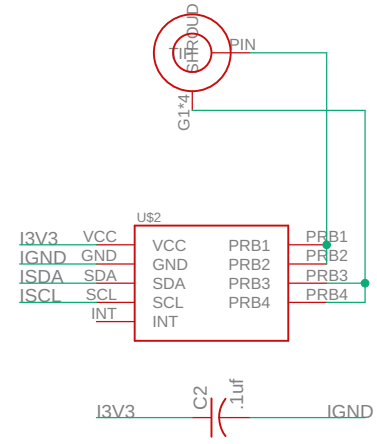 SHROUD
TIP
PIN
G1*4
U$2
I3V3 VCC VCC PRB1 PRB1
IGND GND GND PRB2 PRB2
ISDA SDA SDA PRB3 PRB3
ISCL SCL SCL PRB4 PRB4
INT INT
C2
.1uf
I3V3
IGND